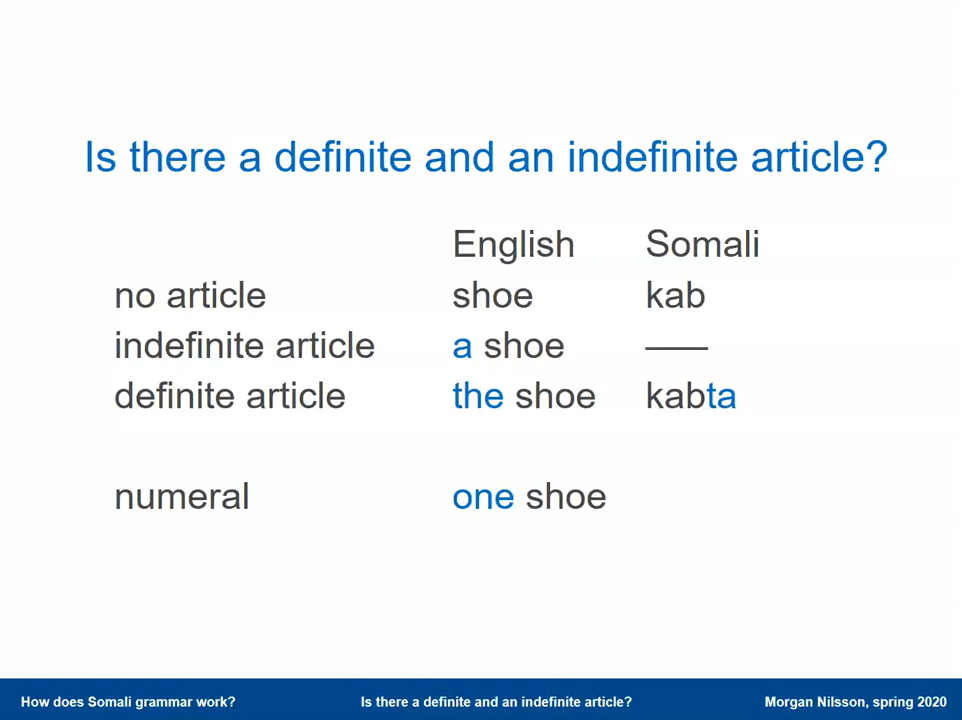 Is there a definite and an indefinite article?
English Somali
no article shoe kab
indefinite article a shoe ——
definite article the shoe kabta
numeral one shoe
How does Somali grammar work? Is there a definite and an indefinite article? Morgan Nilsson, spring 2020